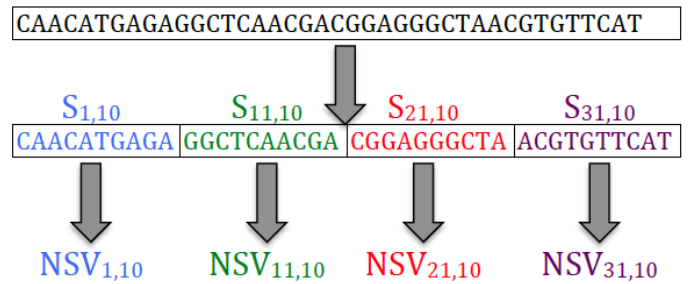 CAACATGAGAGGCTCAACGACGGAGGGCTAACGTGTTCAT
S1,10 S11,10 S21,10 S31,10
CAACATGAGA GGCTCAACGA CGGAGGGCTA ACGTGTTCAT
NSV1,10 NSV11,10 NSV21,10 NSV31,10